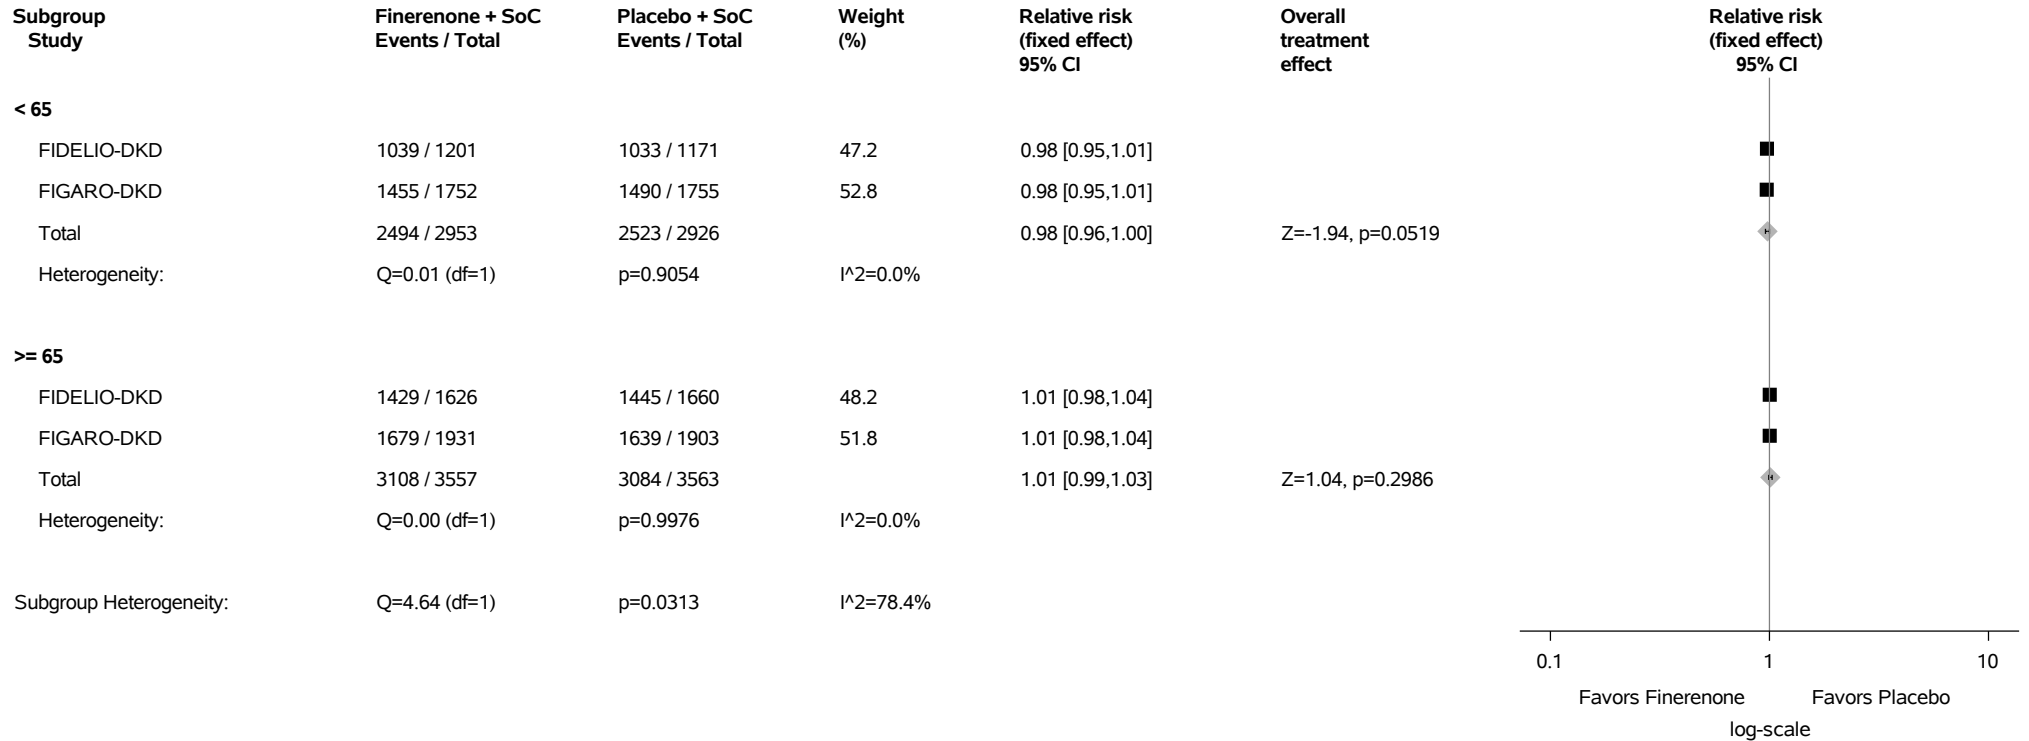 Subgroup Finerenone + SoC Placebo + SoC Weight Relative risk Overall Relative risk
Study Events / Total Events / Total (%) (fixed effect) treatment (fixed effect)
95% CI effect 95% CI
< 65
FIDELIO-DKD 1039 / 1201 1033 / 1171 47.2 0.98 [0.95,1.01]
FIGARO-DKD 1455 / 1752 1490 / 1755 52.8 0.98 [0.95,1.01]
Total 2494 / 2953 2523 / 2926 0.98 [0.96,1.00] Z=-1.94, p=0.0519
Heterogeneity: Q=0.01 (df=1) p=0.9054 I^2=0.0%
>= 65
FIDELIO-DKD 1429 / 1626 1445 / 1660 48.2 1.01 [0.98,1.04]
FIGARO-DKD 1679 / 1931 1639 / 1903 51.8 1.01 [0.98,1.04]
Total 3108 / 3557 3084 / 3563 1.01 [0.99,1.03] Z=1.04, p=0.2986
Heterogeneity: Q=0.00 (df=1) p=0.9976 I^2=0.0%
Subgroup Heterogeneity: Q=4.64 (df=1) p=0.0313 I^2=78.4%
0.1 1 10
Favors Finerenone Favors Placebo
log-scale